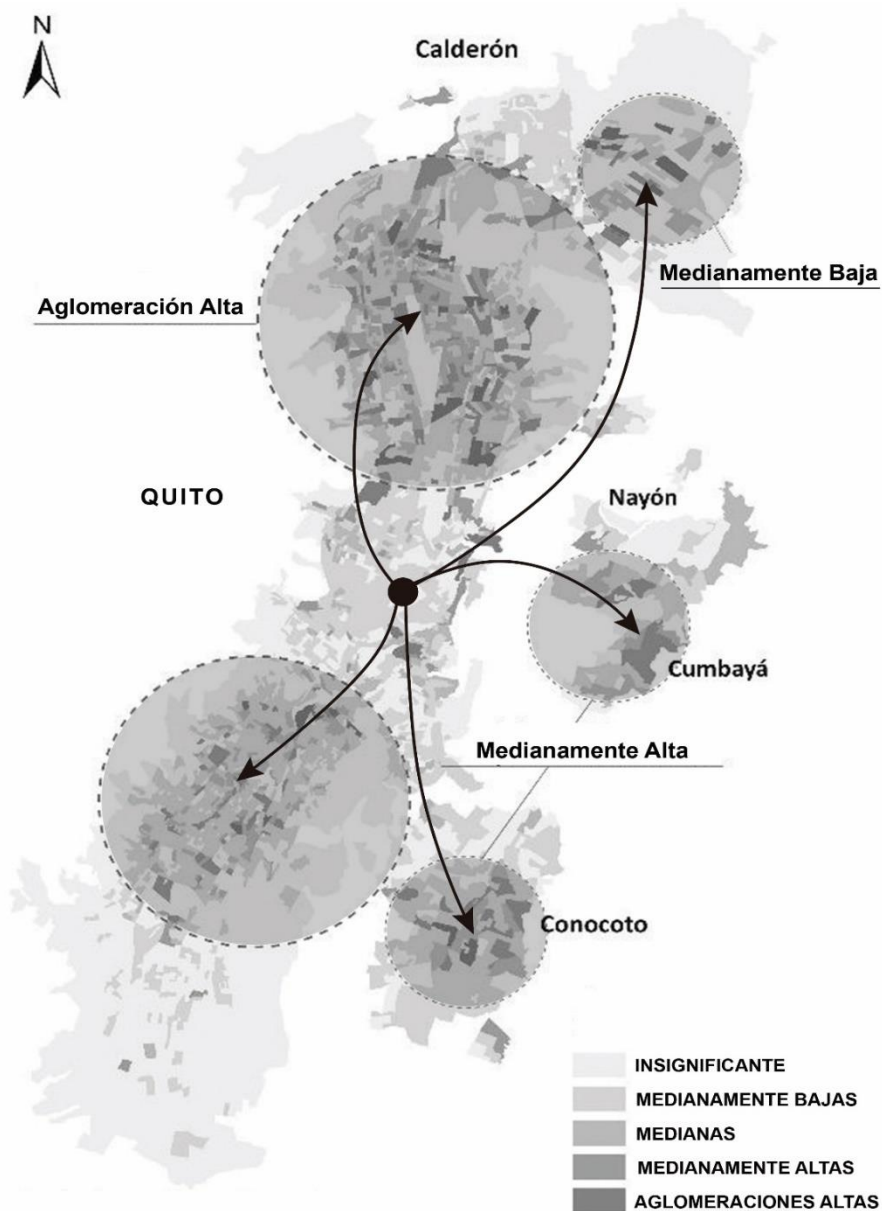 N
Calderón
Medianamente Baja
Aglomeración Alta
QUITO
Nayón
Cumbayá
Medianamente Alta
Conocoto
INSIGNIFICANTE
MEDIANAMENTE BAJAS
MEDIANAS
MEDIANAMENTE ALTAS
AGLOMERACIONES ALTAS